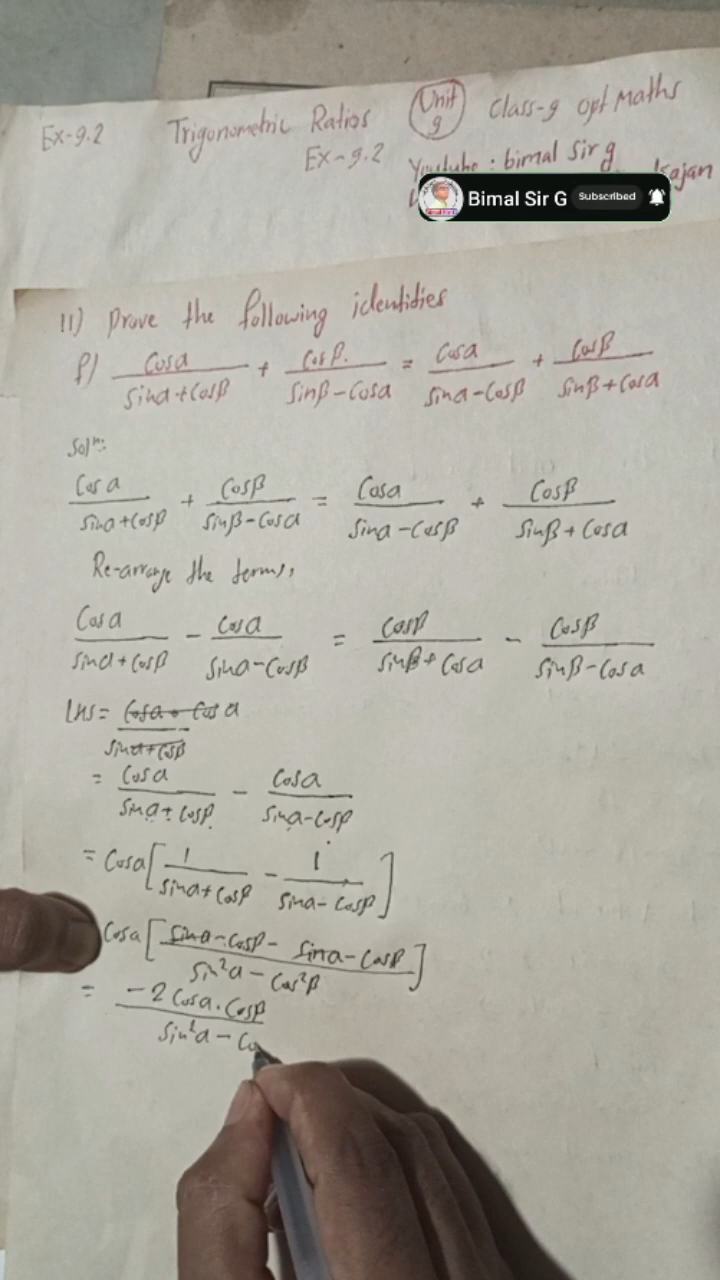 Ex-9.2 Trigonometric Ratios Unit 9 Class-9 opt Maths
Ex-9.2 Youtube : bimal Sir g
Bimal Sir G Subscribed
11) Prove the following identities
f) Cosα/(Sinα+Cosβ) + Cosβ/(Sinβ-Cosα) = Cosα/(Sinα-Cosβ) + Cosβ/(Sinβ+Cosα)
Solⁿ:
Cosα/(Sinα+Cosβ) + Cosβ/(Sinβ-Cosα) = Cosα/(Sinα-Cosβ) + Cosβ/(Sinβ+Cosα)
Re-arrange the terms,
Cosα/(Sinα+Cosβ) - Cosα/(Sinα-Cosβ) = Cosβ/(Sinβ+Cosα) - Cosβ/(Sinβ-Cosα)
LHS =
= Cosα/(Sinα+Cosβ) - Cosα/(Sinα-Cosβ)
= Cosα[1/(Sinα+Cosβ) - 1/(Sinα-Cosβ)]
Cosα[(Sinα-Cosβ - Sinα-Cosβ)/(Sin²α-Cos²β)]
= -2Cosα.Cosβ/(Sin²α-Co